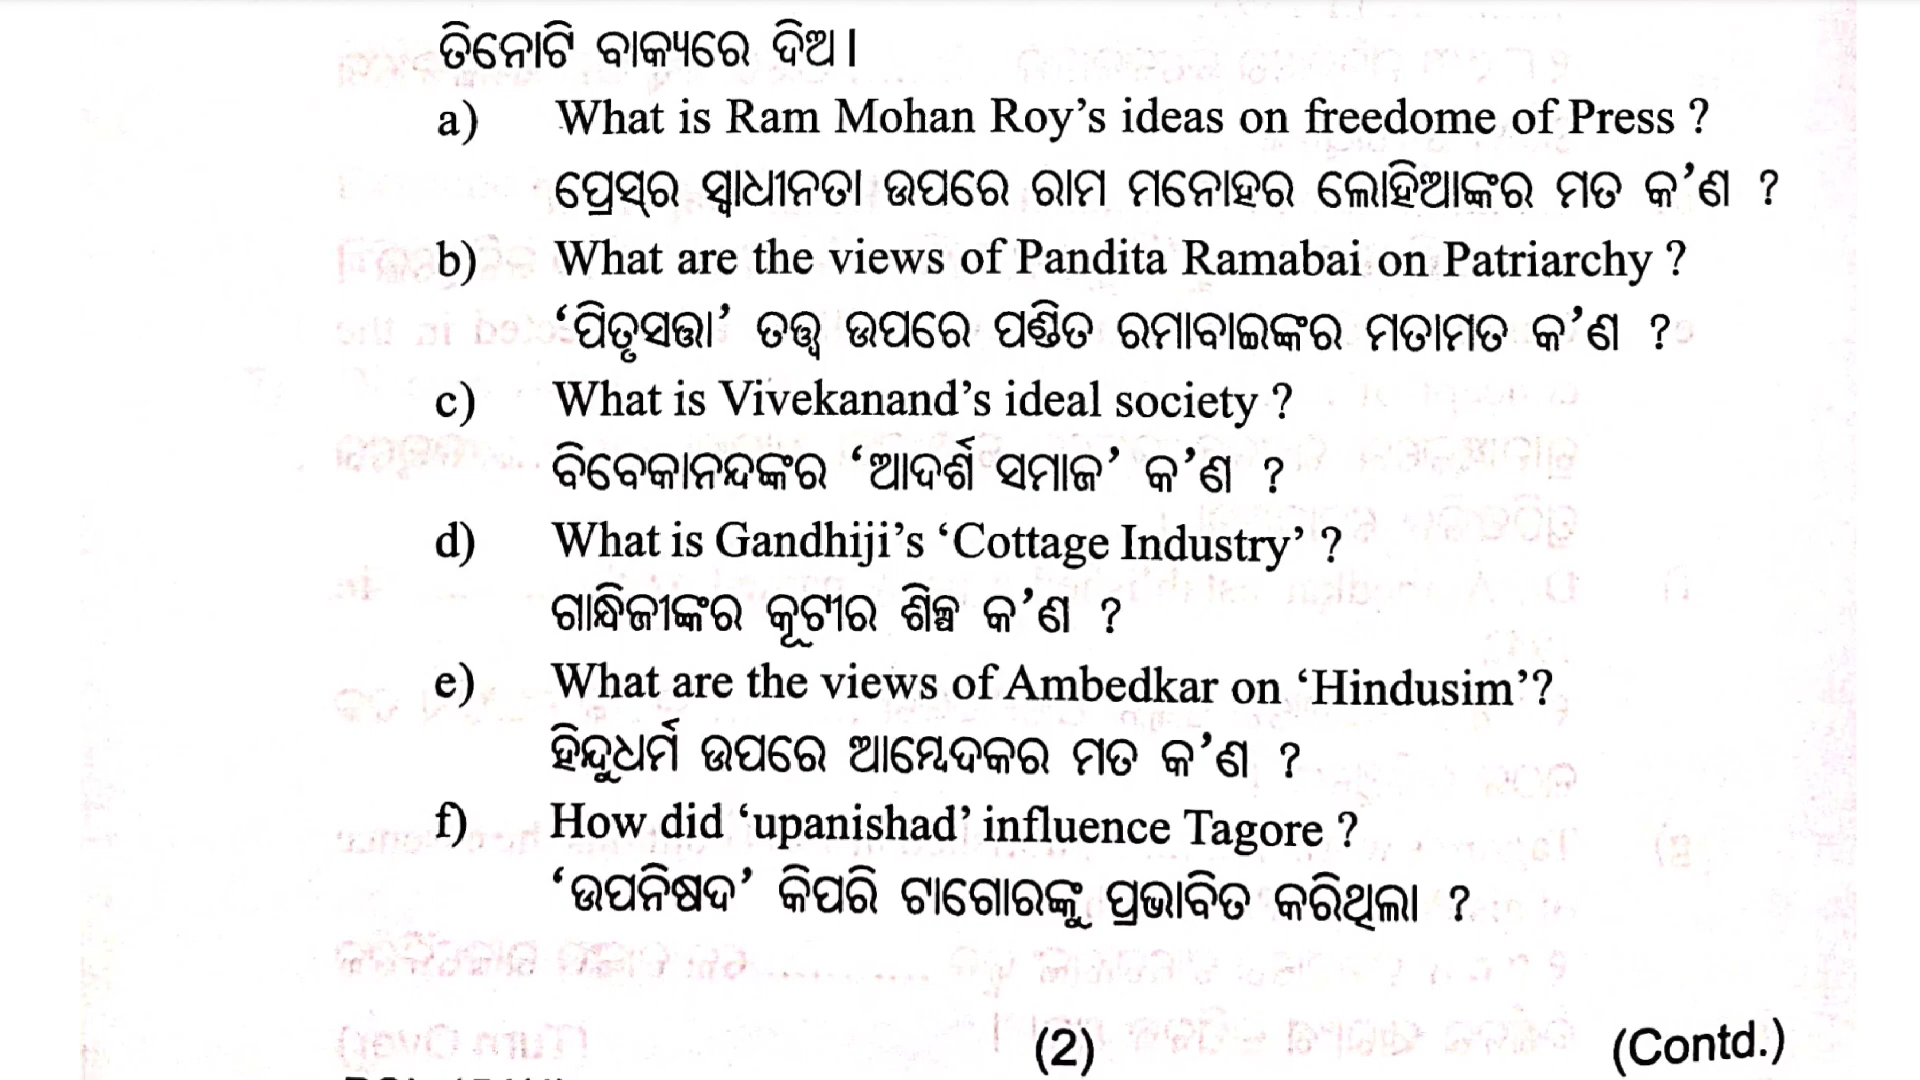 ତିନୋଟି ବାକ୍ୟରେ ଦିଅ।
a) What is Ram Mohan Roy’s ideas on freedome of Press ?
ପ୍ରେସ୍‌ର ସ୍ୱାଧୀନତା ଉପରେ ରାମ ମନୋହର ଲୋହିଆଙ୍କର ମତ କ’ଣ ?
b) What are the views of Pandita Ramabai on Patriarchy ?
‘ପିତୃସତ୍ତା’ ତତ୍ତ୍ୱ ଉପରେ ପଣ୍ଡିତ ରମାବାଇଙ୍କର ମତାମତ କ’ଣ ?
c) What is Vivekanand’s ideal society ?
ବିବେକାନନ୍ଦଙ୍କର ‘ଆଦର୍ଶ ସମାଜ’ କ’ଣ ?
d) What is Gandhiji’s ‘Cottage Industry’ ?
ଗାନ୍ଧିଜୀଙ୍କର କୂଟୀର ଶିଳ୍ପ କ’ଣ ?
e) What are the views of Ambedkar on ‘Hindusim’?
ହିନ୍ଦୁଧର୍ମ ଉପରେ ଆମ୍ବେଦକର ମତ କ’ଣ ?
f) How did ‘upanishad’ influence Tagore ?
‘ଉପନିଷଦ’ କିପରି ଟାଗୋରଙ୍କୁ ପ୍ରଭାବିତ କରିଥିଲା ?
(2) (Contd.)